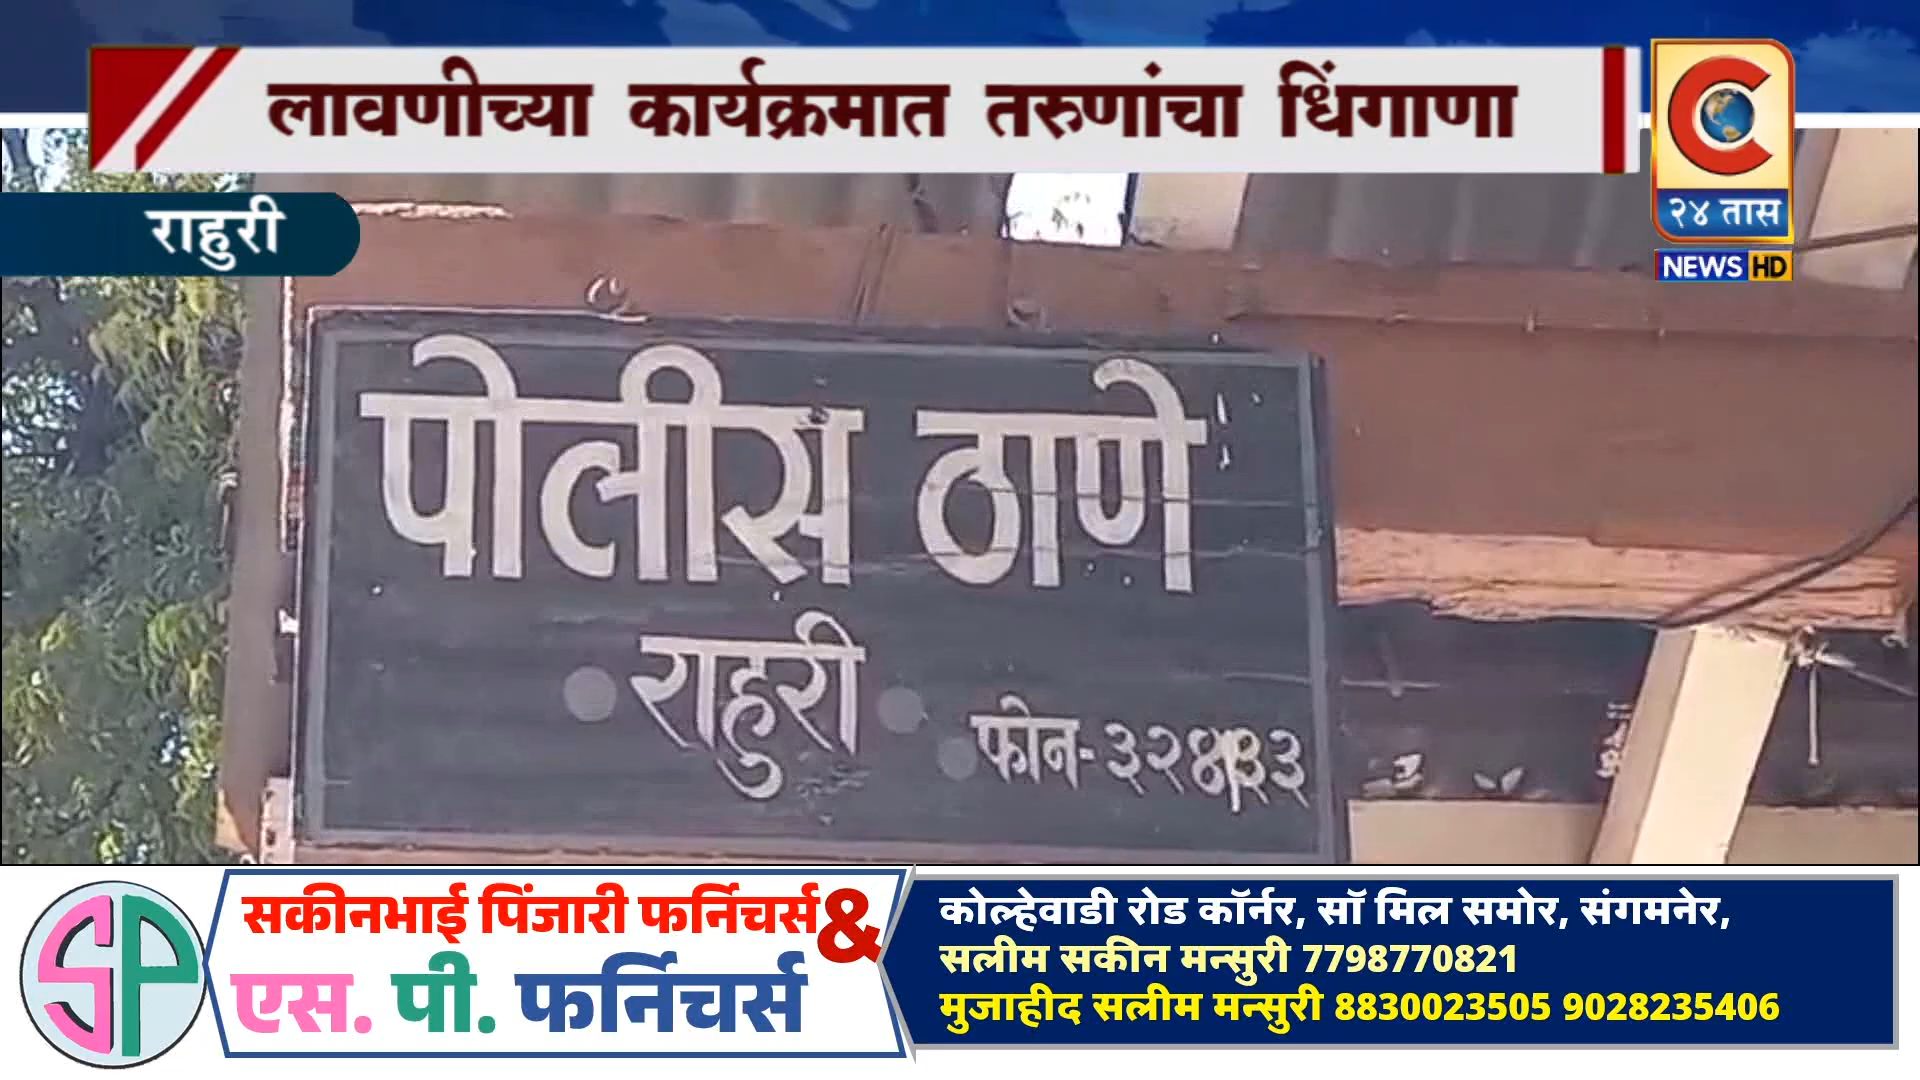 लावणीच्या कार्यक्रमात तरुणांचा धिंगाणा
C
२४ तास
NEWS HD
राहुरी
पोलीस ठाणे
राहुरी
फोन-
SP
सकीनभाई पिंजारी फर्निचर्स &
एस. पी. फर्निचर्स
कोल्हेवाडी रोड कॉर्नर, सॉ मिल समोर, संगमनेर,
सलीम सकीन मन्सुरी 7798770821
मुजाहीद सलीम मन्सुरी 8830023505 9028235406